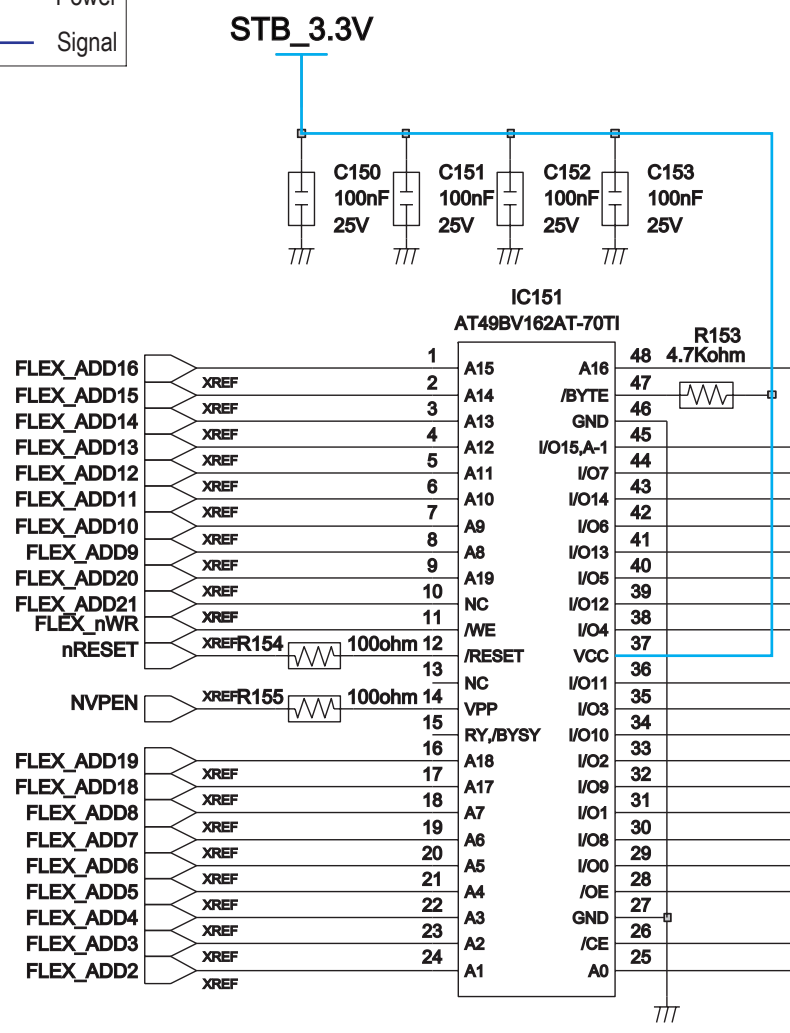 Power
Signal
STB_3.3V
C150 C151 C152 C153
100nF 100nF 100nF 100nF
25V 25V 25V 25V
IC151
AT49BV162AT-70TI
R153
4.7Kohm
FLEX_ADD16 1 A15 A16 48
XREF
FLEX_ADD15 2 A14 /BYTE 47
XREF
FLEX_ADD14 3 A13 GND 46
XREF
FLEX_ADD13 4 A12 I/O15,A-1 45
XREF
FLEX_ADD12 5 A11 I/O7 44
XREF
FLEX_ADD11 6 A10 I/O14 43
XREF
FLEX_ADD10 7 A9 I/O6 42
XREF
FLEX_ADD9 8 A8 I/O13 41
XREF
FLEX_ADD20 9 A19 I/O5 40
XREF
FLEX_ADD21 10 NC I/O12 39
XREF
FLEX_nWR 11 /WE I/O4 38
XREF
nRESET R154 100ohm 12 /RESET VCC 37
13 NC I/O11 36
XREF
NVPEN R155 100ohm 14 VPP I/O3 35
15 RY,/BYSY I/O10 34
FLEX_ADD19 16 A18 I/O2 33
XREF
FLEX_ADD18 17 A17 I/O9 32
XREF
FLEX_ADD8 18 A7 I/O1 31
XREF
FLEX_ADD7 19 A6 I/O8 30
XREF
FLEX_ADD6 20 A5 I/O0 29
XREF
FLEX_ADD5 21 A4 /OE 28
XREF
FLEX_ADD4 22 A3 GND 27
XREF
FLEX_ADD3 23 A2 /CE 26
XREF
FLEX_ADD2 24 A1 A0 25
XREF